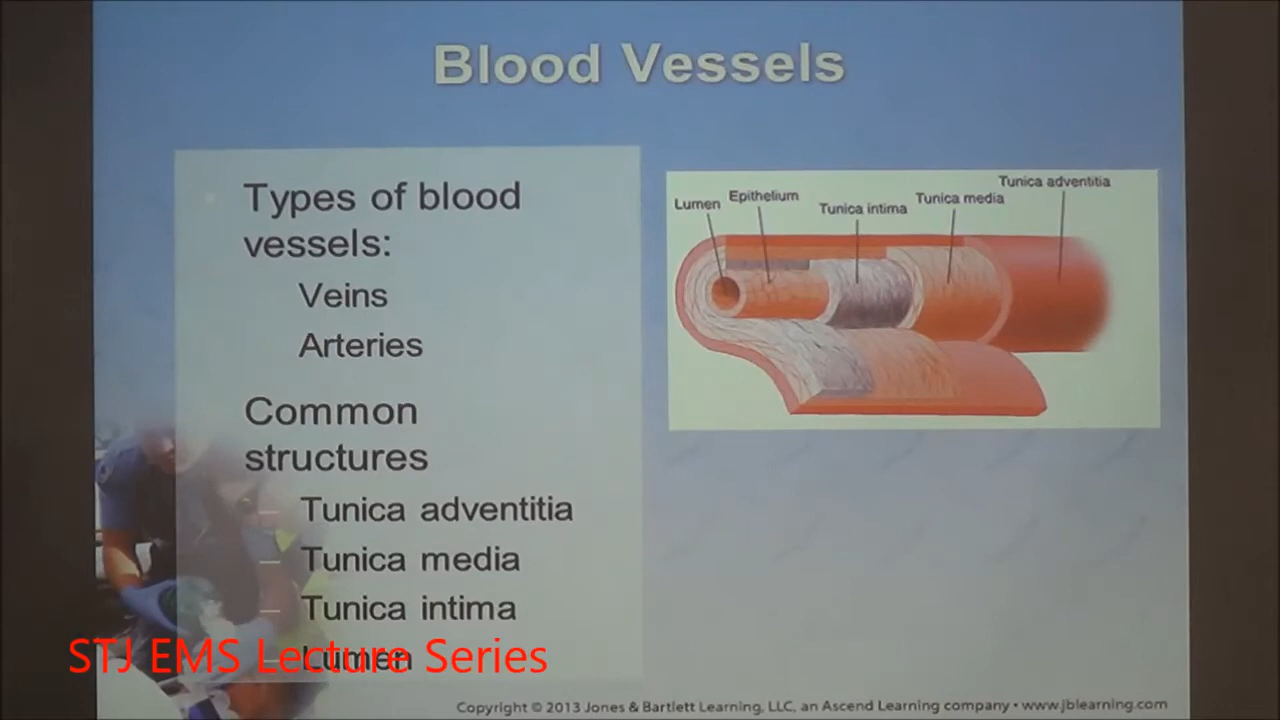 Blood Vessels
Types of blood
vessels:
Veins
Arteries
Common
structures
– Tunica adventitia
– Tunica media
– Tunica intima
– Lumen
STJ EMS Lecture Series
Lumen
Epithelium
Tunica intima
Tunica media
Tunica adventitia
Copyright © 2013 Jones & Bartlett Learning, LLC, an Ascend Learning company • www.jblearning.com